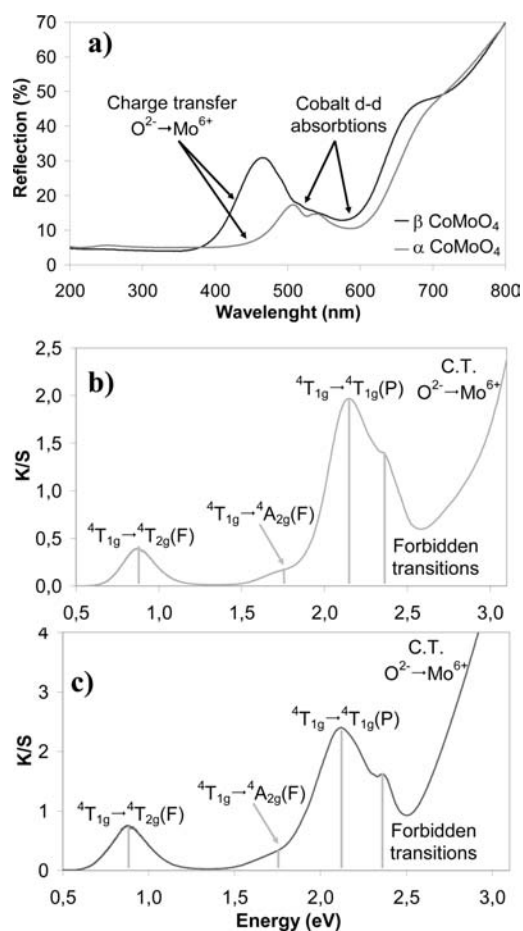 a)
70
60
50
40
30
20
10
0
Reflection (%)
Charge transfer
O²⁻→Mo⁶⁺
Cobalt d-d
absorbtions
β CoMoO₄
α CoMoO₄
200 300 400 500 600 700 800
Wavelenght (nm)
b)
2,5
2,0
1,5
1,0
0,5
0,0
K/S
C.T.
O²⁻→Mo⁶⁺
⁴T₁g→⁴T₁g(P)
⁴T₁g→⁴A₂g(F)
⁴T₁g→⁴T₂g(F)
Forbidden
transitions
0,5 1,0 1,5 2,0 2,5 3,0
c)
4
3
2
1
0
K/S
C.T.
O²⁻→Mo⁶⁺
⁴T₁g→⁴T₁g(P)
⁴T₁g→⁴A₂g(F)
⁴T₁g→⁴T₂g(F)
Forbidden
transitions
0,5 1,0 1,5 2,0 2,5 3,0
Energy (eV)